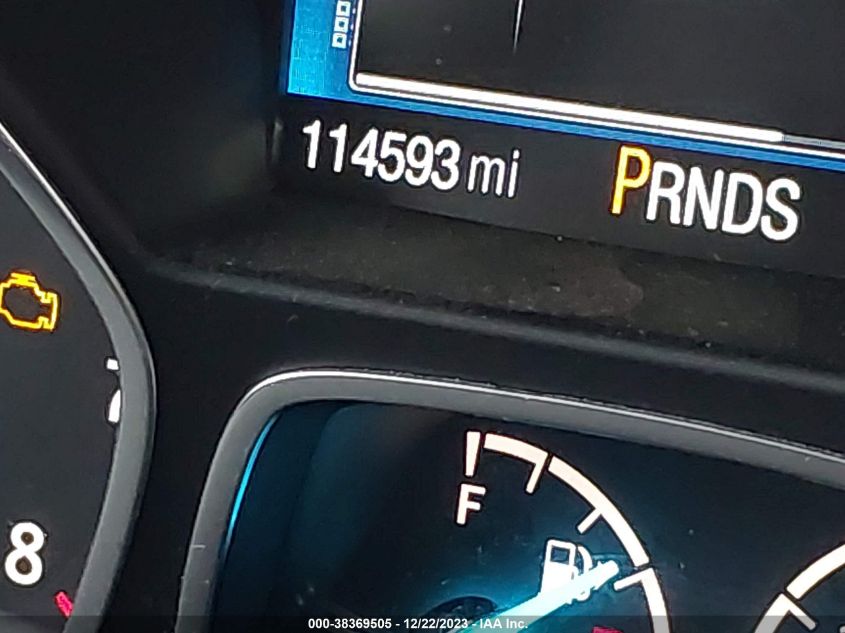 114593 mi PRNDS
F
8
000-38369505 - 12/22/2023 - IAA Inc.